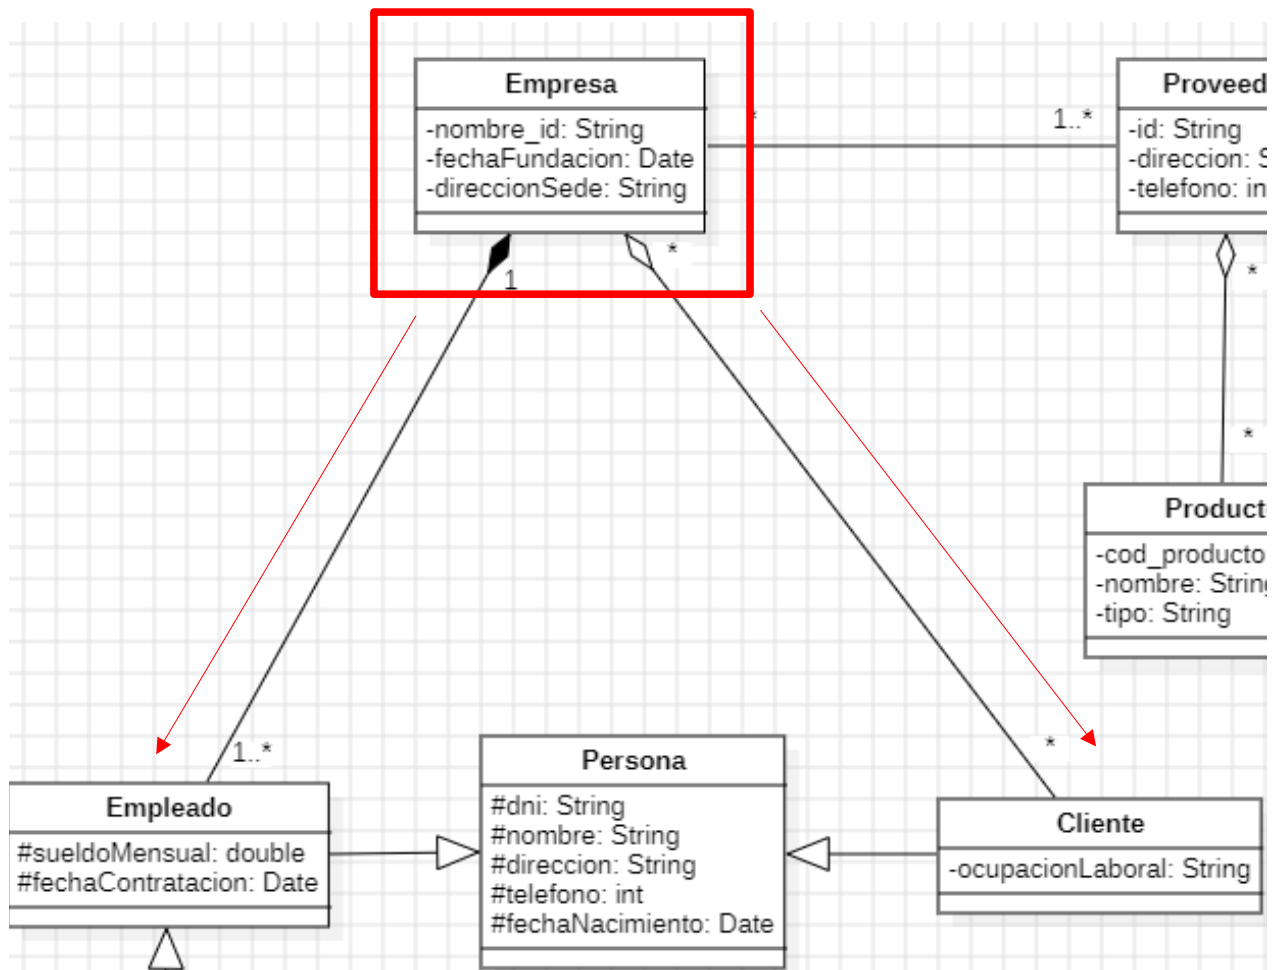 Empresa
-nombre_id: String
-fechaFundacion: Date
-direccionSede: String
*
1..*
1
*
Proveed
-id: String
-direccion: S
-telefono: in
*
*
Product
-cod_producto
-nombre: String
-tipo: String
1..*
*
Empleado
#sueldoMensual: double
#fechaContratacion: Date
Persona
#dni: String
#nombre: String
#direccion: String
#telefono: int
#fechaNacimiento: Date
Cliente
-ocupacionLaboral: String